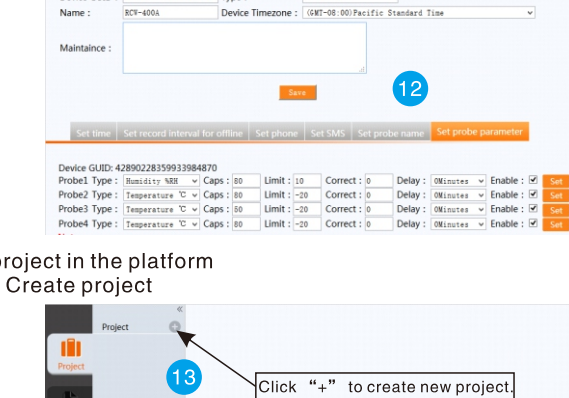 Name : RCW-400A Device Timezone : (GMT-08:00)Pacific Standard Time
Maintaince :
Save
12
Set time Set record interval for offline Set phone Set SMS Set probe name Set probe parameter
Device GUID: 42890228359933984870
Probe1 Type : Humidity %RH Caps : 80 Limit : 10 Correct : 0 Delay : 0Minutes Enable : Set
Probe2 Type : Temperature ℃ Caps : 80 Limit : -20 Correct : 0 Delay : 0Minutes Enable : Set
Probe3 Type : Temperature ℃ Caps : 50 Limit : -20 Correct : 0 Delay : 0Minutes Enable : Set
Probe4 Type : Temperature ℃ Caps : 80 Limit : -20 Correct : 0 Delay : 0Minutes Enable : Set
project in the platform
Create project
«
Project +
Project
13
Click “+” to create new project.